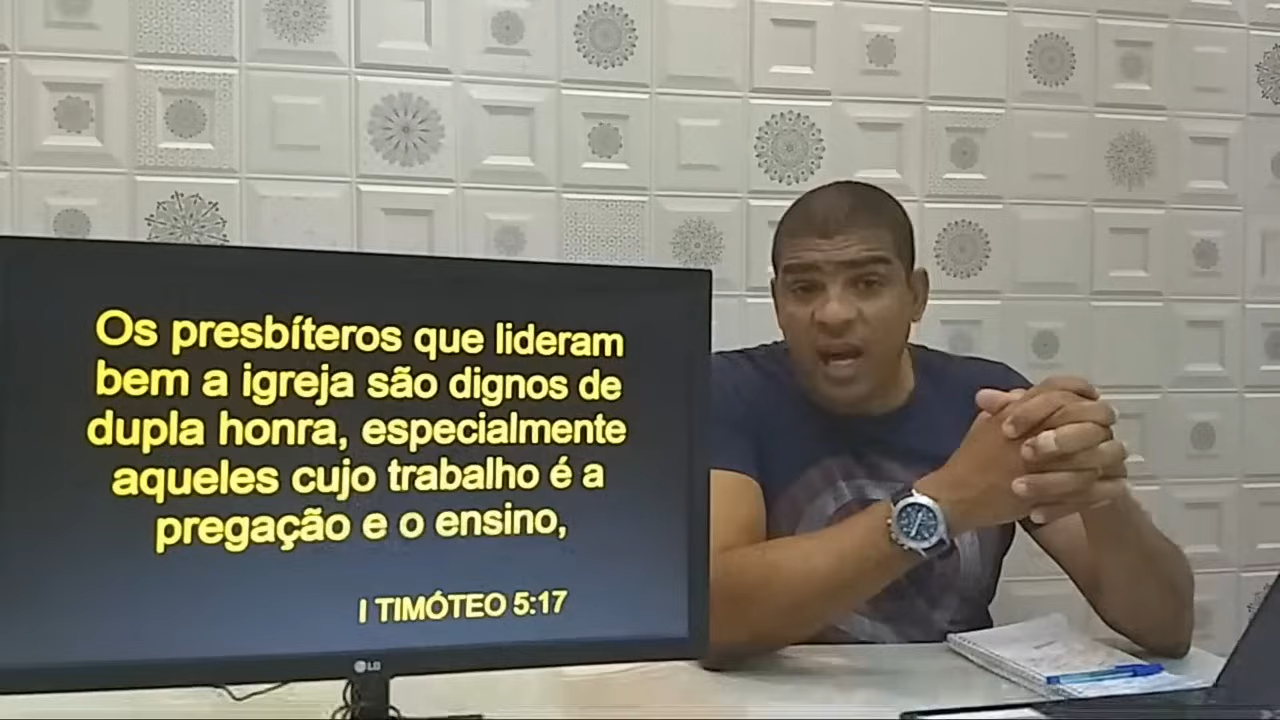 Os presbíteros que lideram
bem a igreja são dignos de
dupla honra, especialmente
aqueles cujo trabalho é a
pregação e o ensino,
I TIMÓTEO 5:17
LG